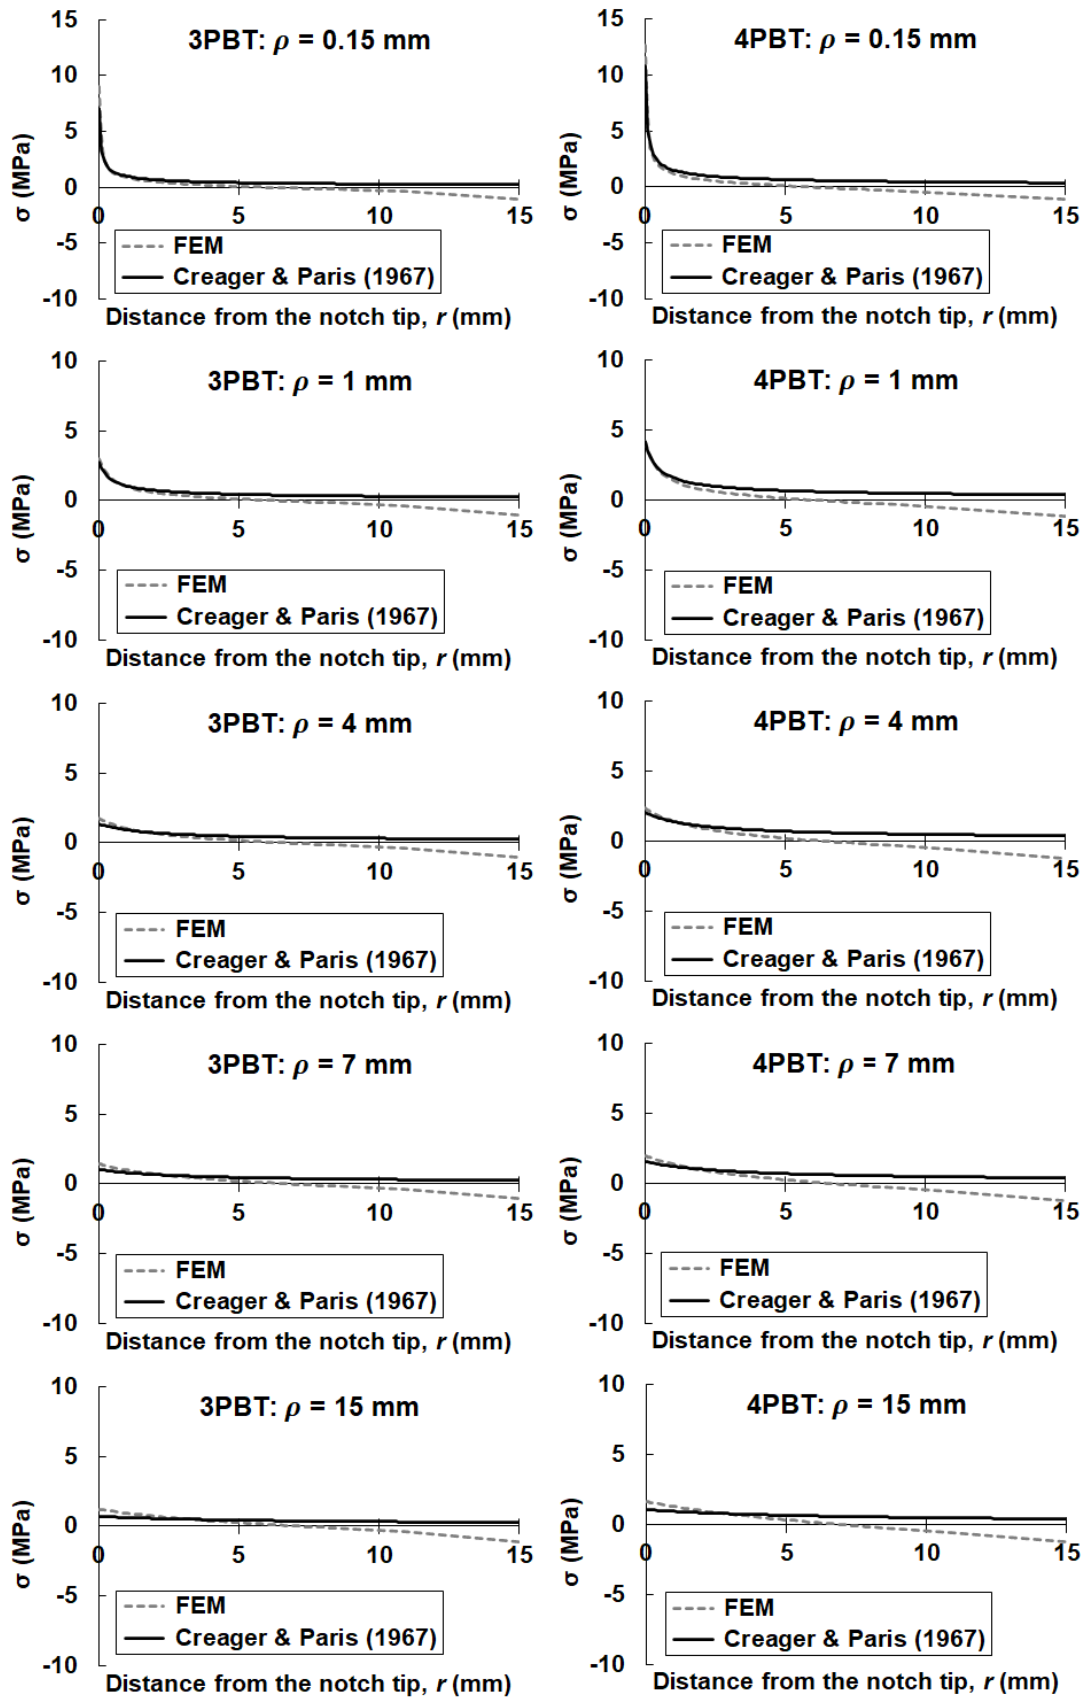 3PBT: ρ = 0.15 mm
15
10
5
0
-5
-10
σ (MPa)
0 5 10 15
FEM
Creager & Paris (1967)
Distance from the notch tip, r (mm)
4PBT: ρ = 0.15 mm
15
10
5
0
-5
-10
σ (MPa)
0 5 10 15
FEM
Creager & Paris (1967)
Distance from the notch tip, r (mm)
3PBT: ρ = 1 mm
10
5
0
-5
-10
σ (MPa)
0 5 10 15
FEM
Creager & Paris (1967)
Distance from the notch tip, r (mm)
4PBT: ρ = 1 mm
10
5
0
-5
-10
σ (MPa)
0 5 10 15
FEM
Creager & Paris (1967)
Distance from the notch tip, r (mm)
3PBT: ρ = 4 mm
10
5
0
-5
-10
σ (MPa)
0 5 10 15
FEM
Creager & Paris (1967)
Distance from the notch tip, r (mm)
4PBT: ρ = 4 mm
10
5
0
-5
-10
σ (MPa)
0 5 10 15
FEM
Creager & Paris (1967)
Distance from the notch tip, r (mm)
3PBT: ρ = 7 mm
10
5
0
-5
-10
σ (MPa)
0 5 10 15
FEM
Creager & Paris (1967)
Distance from the notch tip, r (mm)
4PBT: ρ = 7 mm
10
5
0
-5
-10
σ (MPa)
0 5 10 15
FEM
Creager & Paris (1967)
Distance from the notch tip, r (mm)
3PBT: ρ = 15 mm
10
5
0
-5
-10
σ (MPa)
0 5 10 15
FEM
Creager & Paris (1967)
Distance from the notch tip, r (mm)
4PBT: ρ = 15 mm
10
5
0
-5
-10
σ (MPa)
0 5 10 15
FEM
Creager & Paris (1967)
Distance from the notch tip, r (mm)